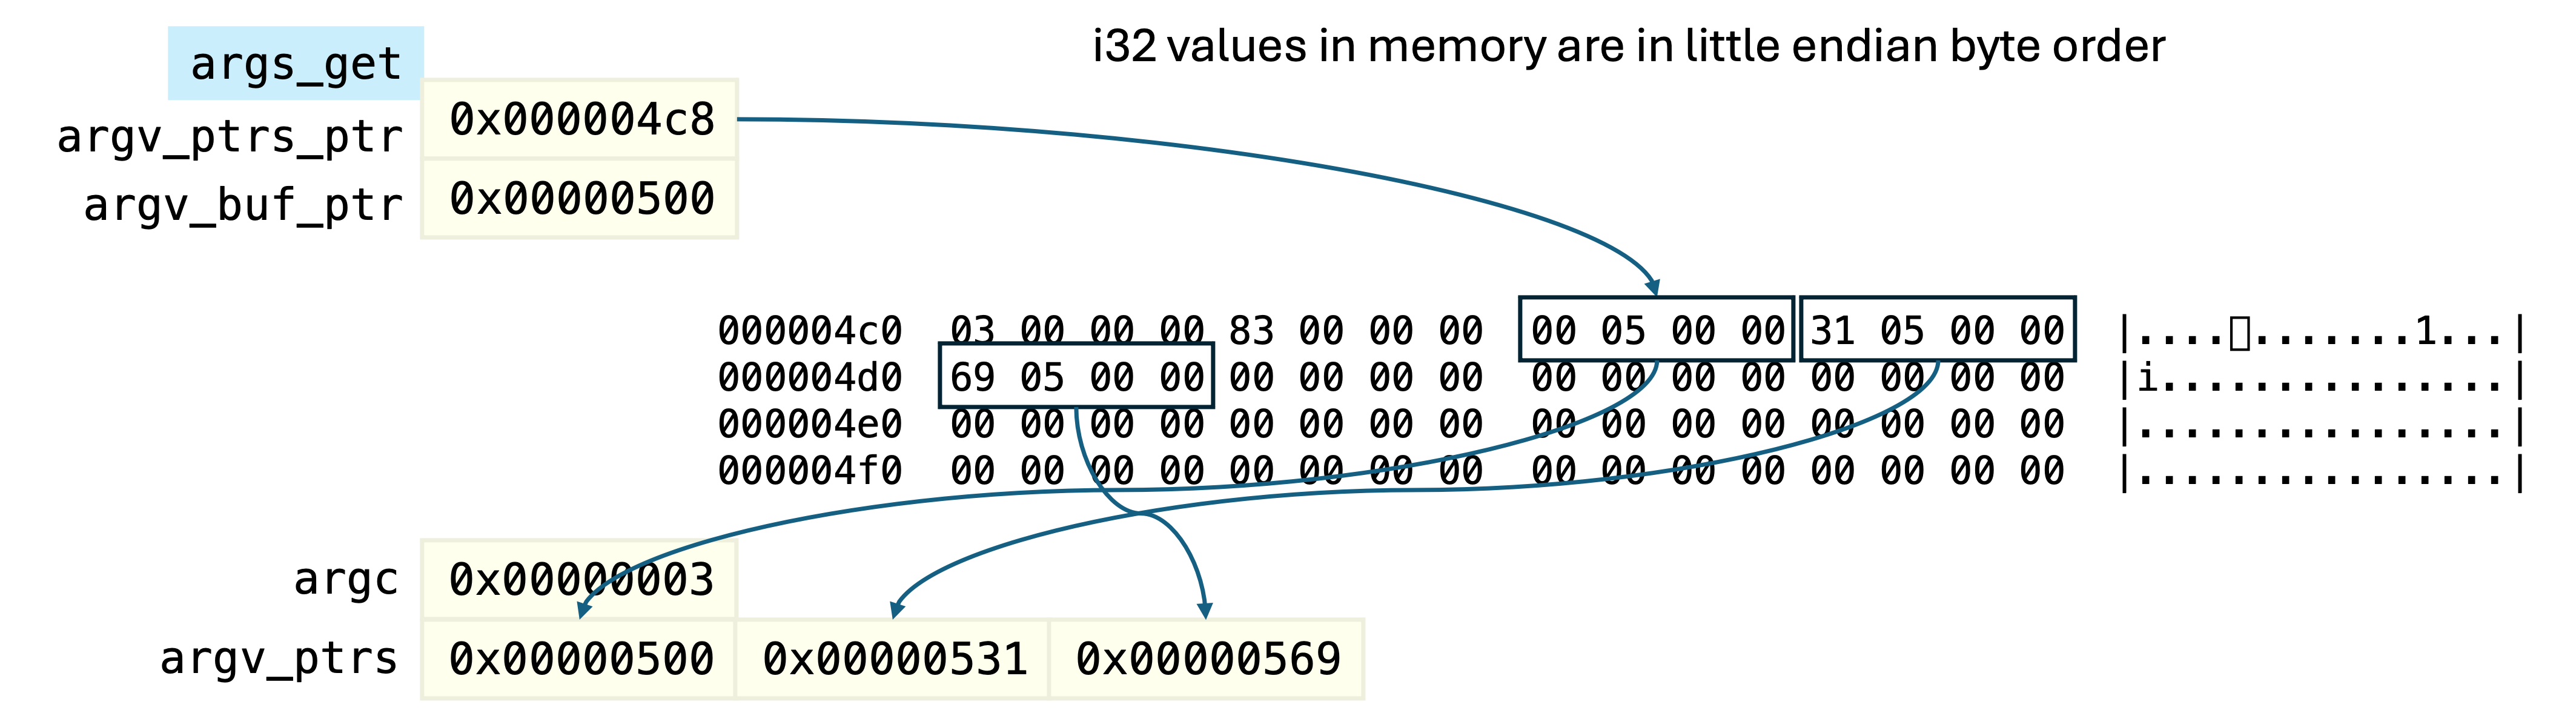 i32 values in memory are in little endian byte order
args_get
argv_ptrs_ptr 0x000004c8
argv_buf_ptr 0x00000500
000004c0 03 00 00 00 83 00 00 00 00 05 00 00 31 05 00 00 |....▯.......1...|
000004d0 69 05 00 00 00 00 00 00 00 00 00 00 00 00 00 00 |i...............|
000004e0 00 00 00 00 00 00 00 00 00 00 00 00 00 00 00 00 |................|
000004f0 00 00 00 00 00 00 00 00 00 00 00 00 00 00 00 00 |................|
argc 0x00000003
argv_ptrs 0x00000500 0x00000531 0x00000569